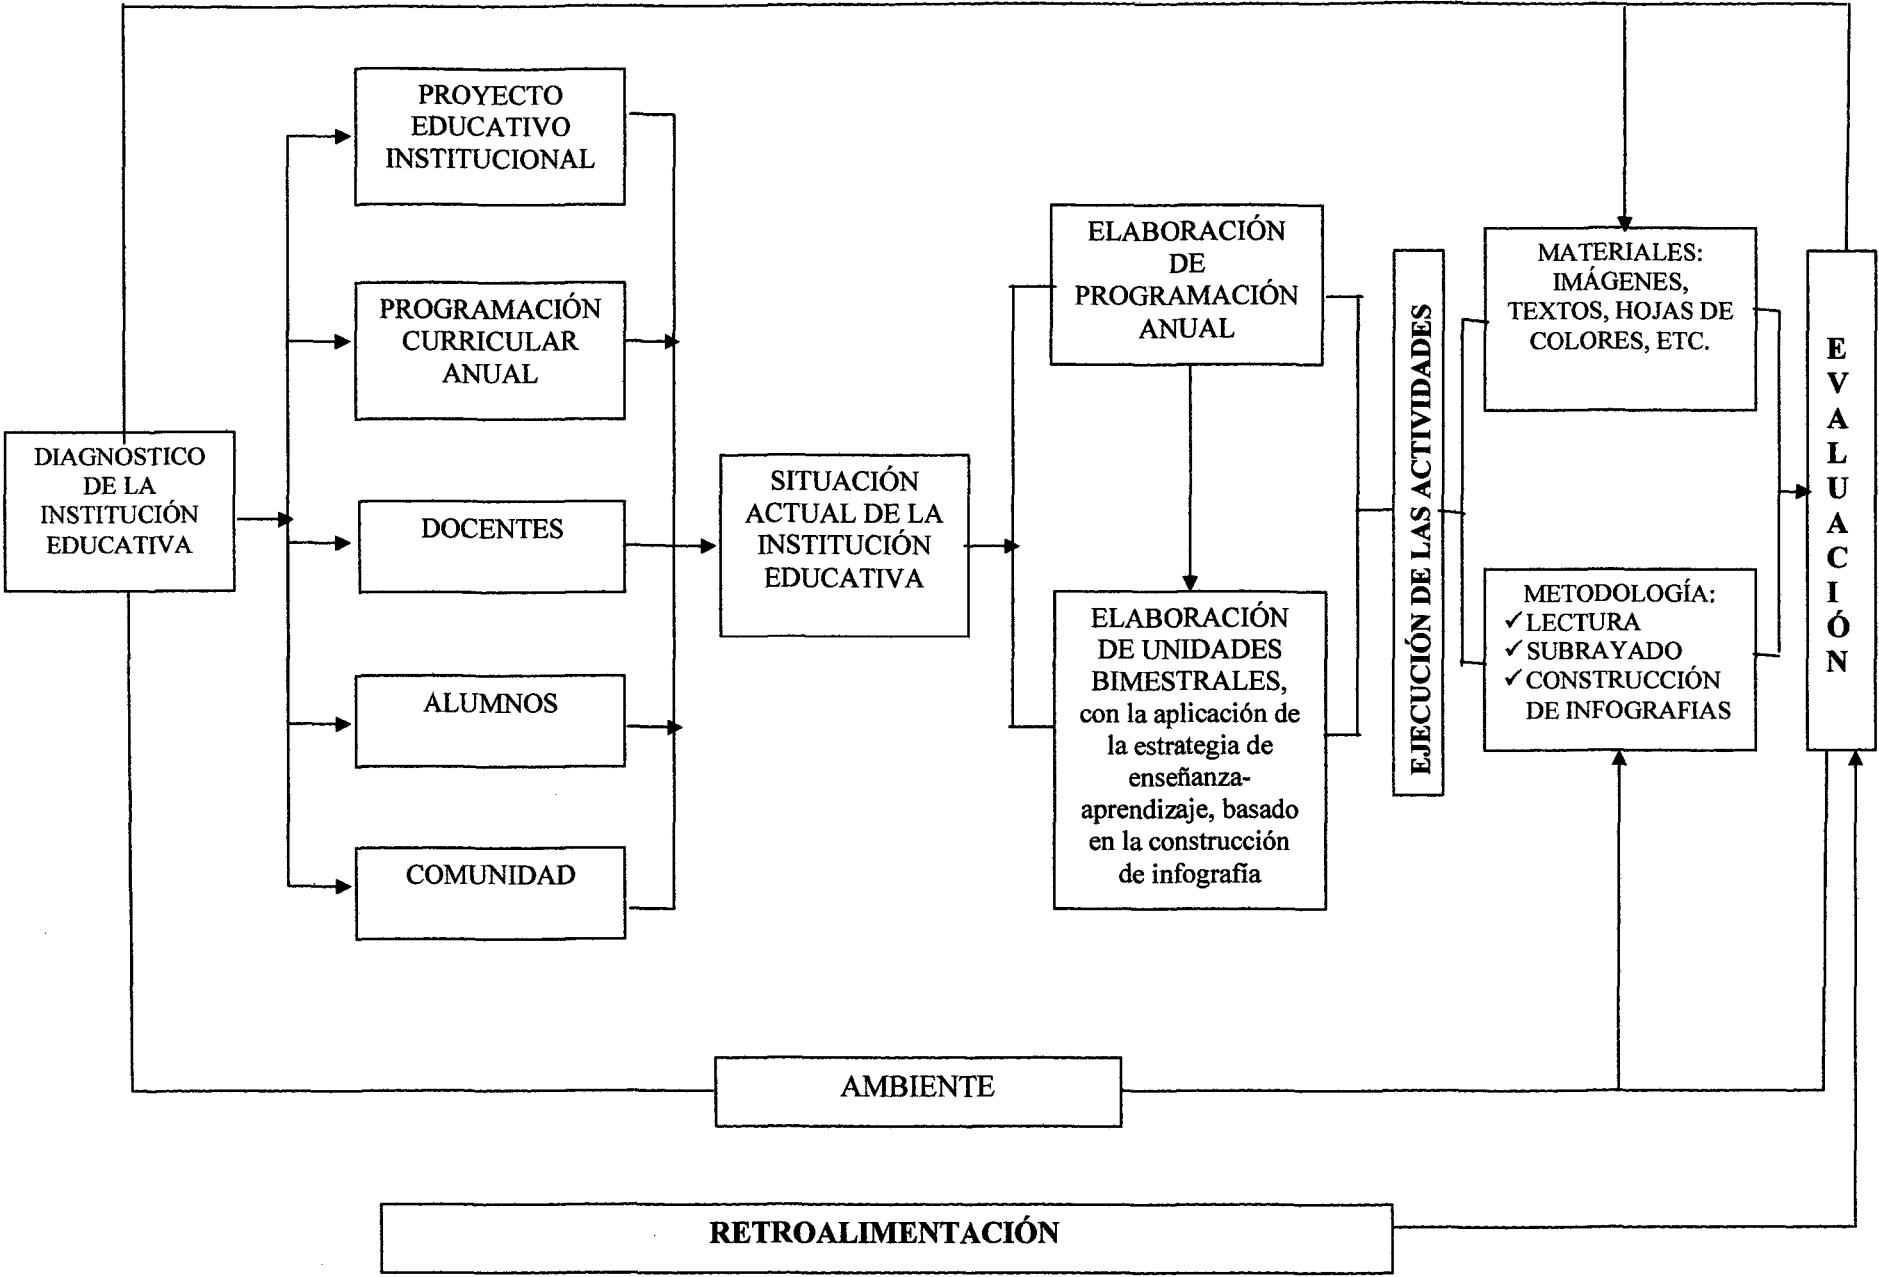 PROYECTO
EDUCATIVO
INSTITUCIONAL
PROGRAMACIÓN
CURRICULAR
ANUAL
DIAGNÓSTICO
DE LA
INSTITUCIÓN
EDUCATIVA
DOCENTES
ALUMNOS
COMUNIDAD
SITUACIÓN
ACTUAL DE LA
INSTITUCIÓN
EDUCATIVA
ELABORACIÓN
DE
PROGRAMACIÓN
ANUAL
ELABORACIÓN
DE UNIDADES
BIMESTRALES,
con la aplicación de
la estrategia de
enseñanza-
aprendizaje, basado
en la construcción
de infografía
EJECUCIÓN DE LAS ACTIVIDADES
MATERIALES:
IMÁGENES,
TEXTOS, HOJAS DE
COLORES, ETC.
METODOLOGÍA:
✓ LECTURA
✓ SUBRAYADO
✓ CONSTRUCCIÓN
DE INFOGRAFIAS
EVALUACIÓN
AMBIENTE
RETROALIMENTACIÓN